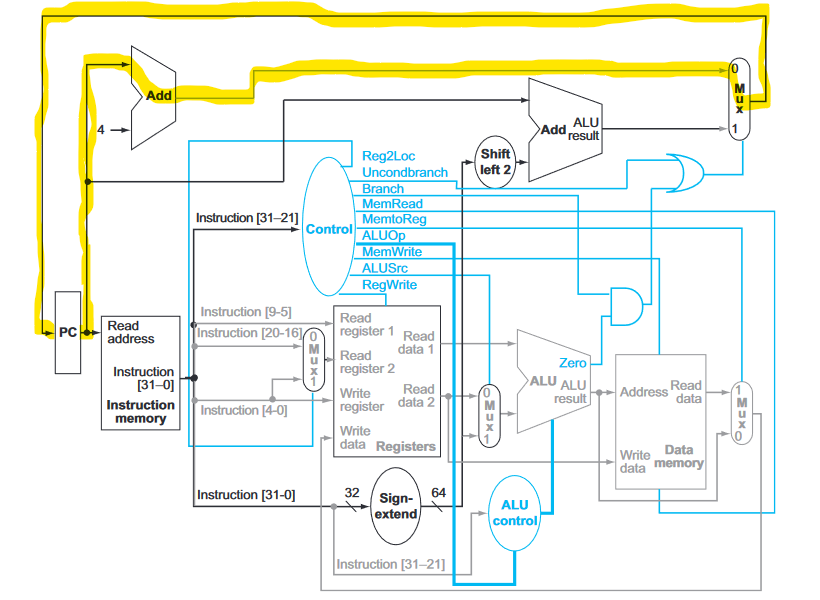 0
M
u
x
1
Add
4
Add
ALU
result
Shift
left 2
Reg2Loc
Uncondbranch
Branch
MemRead
MemtoReg
ALUOp
MemWrite
ALUSrc
RegWrite
Control
Instruction [31–21]
PC
Read
address
Instruction
[31–0]
Instruction
memory
Instruction [9-5]
Instruction [20-16]
Instruction [4-0]
0
M
u
x
1
Read
register 1
Read
register 2
Write
register
Write
data
Read
data 1
Read
data 2
Registers
0
M
u
x
1
Zero
ALU
ALU
result
Address
Read
data
Write
data
Data
memory
1
M
u
x
0
Instruction [31-0]
32
Sign-
extend
64
ALU
control
Instruction [31–21]